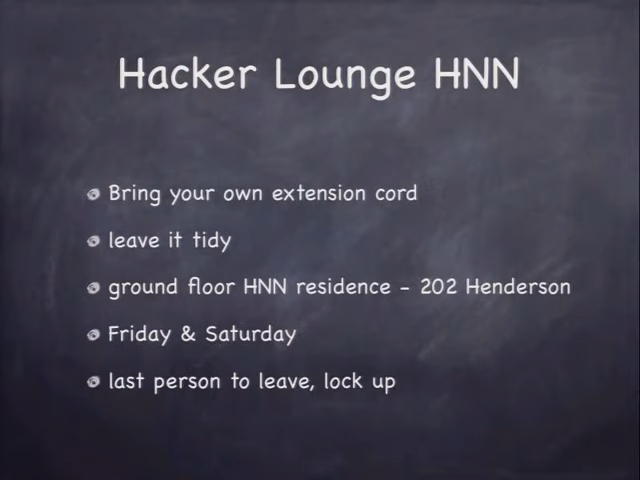 Hacker Lounge HNN
Bring your own extension cord
leave it tidy
ground floor HNN residence - 202 Henderson
Friday & Saturday
last person to leave, lock up